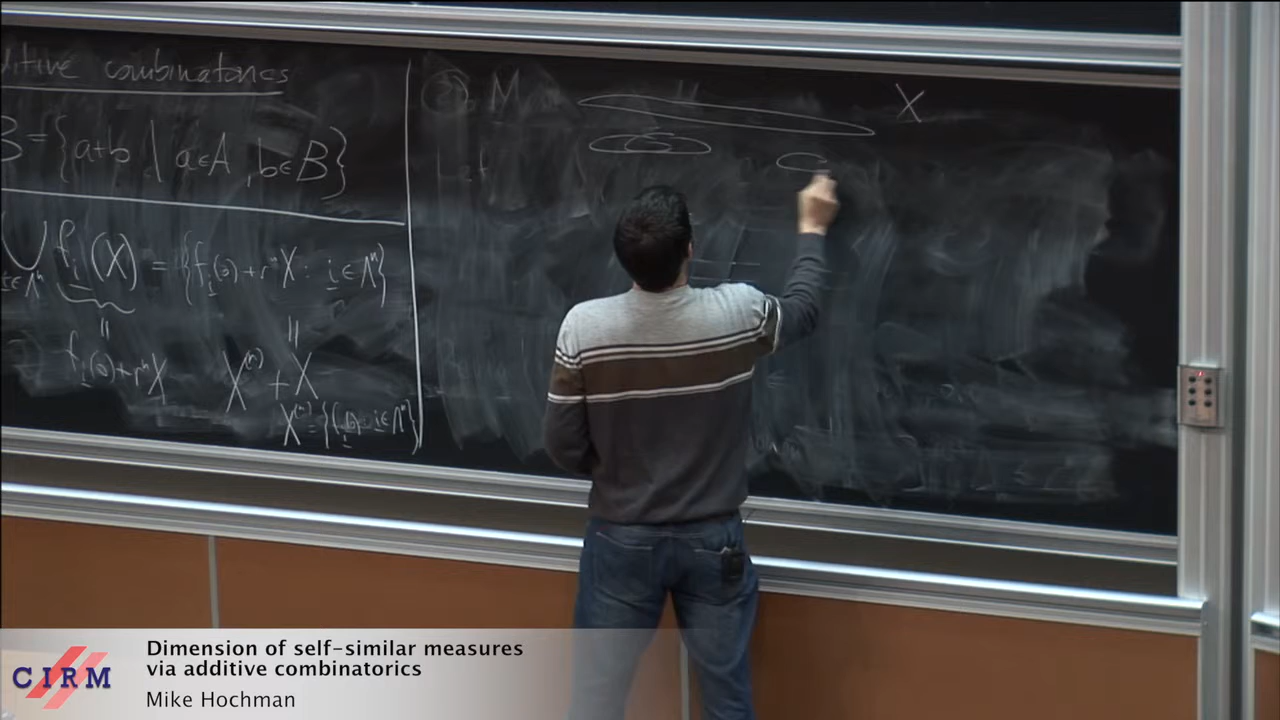 ditive combinatorics
B = {a+b | a∈A, b∈B}
⋃ f_i(X) = {f_i(0) + r^n X : i∈Λ^n}
i∈Λ^n
f_i(0) + r^n X
X^(n) + X
X^(n) = {f_i(0) : i∈Λ^n}
X
CIRM
Dimension of self-similar measures
via additive combinatorics
Mike Hochman